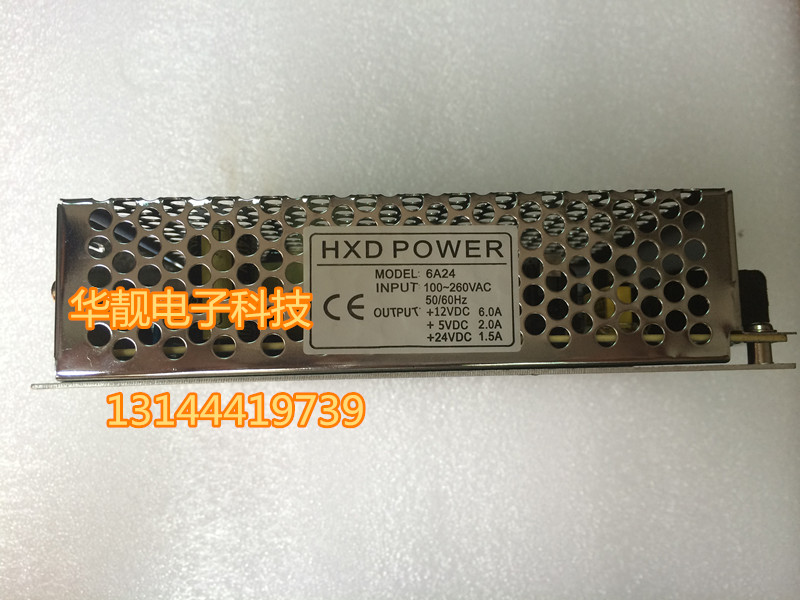 HXD POWER
MODEL: 6A24
INPUT 100~260VAC
50/60Hz
CE
OUTPUT: +12VDC 6.0A
+ 5VDC 2.0A
+24VDC 1.5A
华靓电子科技
13144419739